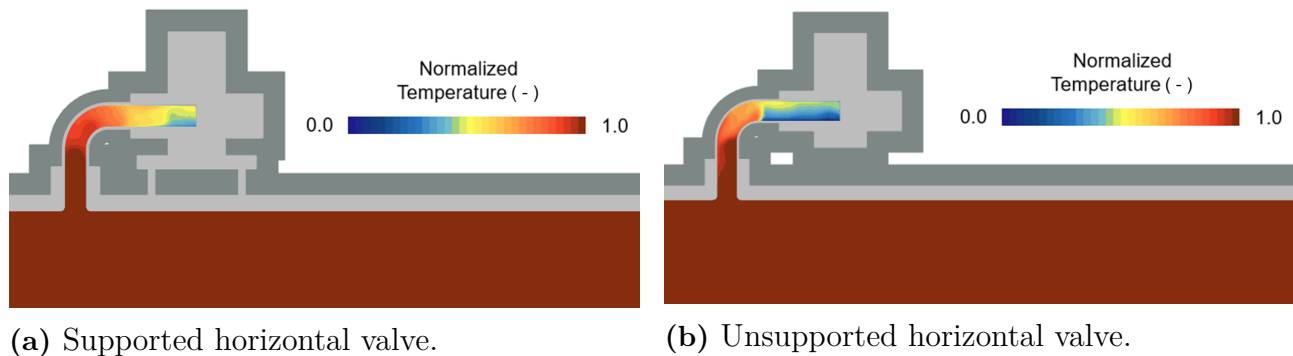 Normalized
Temperature ( - )
0.0
1.0
Normalized
Temperature ( - )
0.0
1.0
(a) Supported horizontal valve.
(b) Unsupported horizontal valve.